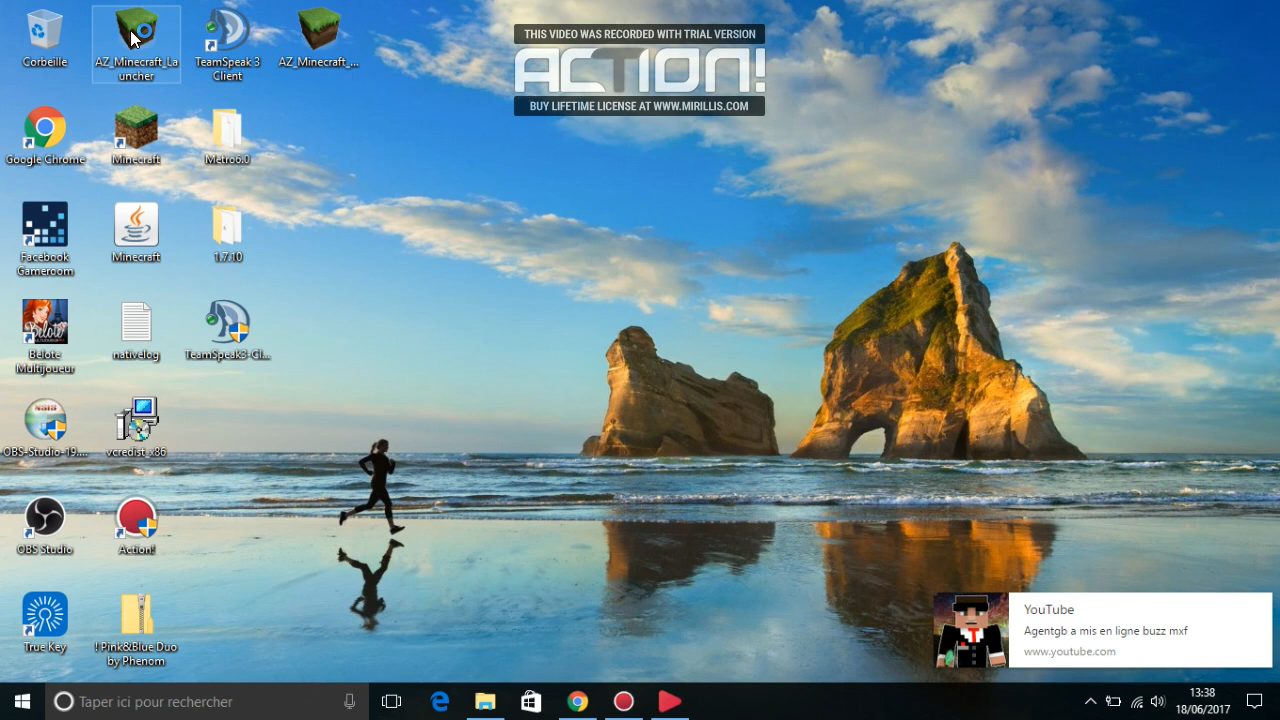 THIS VIDEO WAS RECORDED WITH TRIAL VERSION
ACTION!
BUY LIFETIME LICENSE AT WWW.MIRILLIS.COM
Corbeille
AZ_Minecraft_La
uncher
TeamSpeak 3
Client
AZ_Minecraft_...
Google Chrome
Minecraft
Metro6.0
Facebook
Gameroom
Minecraft
1.7.10
Belote
Belote
Multijoueur
nativelog
TeamSpeak3-Cl...
OBS-Studio-19....
vcredist_x86
OBS Studio
Action!
True Key
! Pink&Blue Duo
by Phenom
YouTube
Agentgb a mis en ligne buzz mxf
www.youtube.com
Taper ici pour rechercher
13:38
18/06/2017